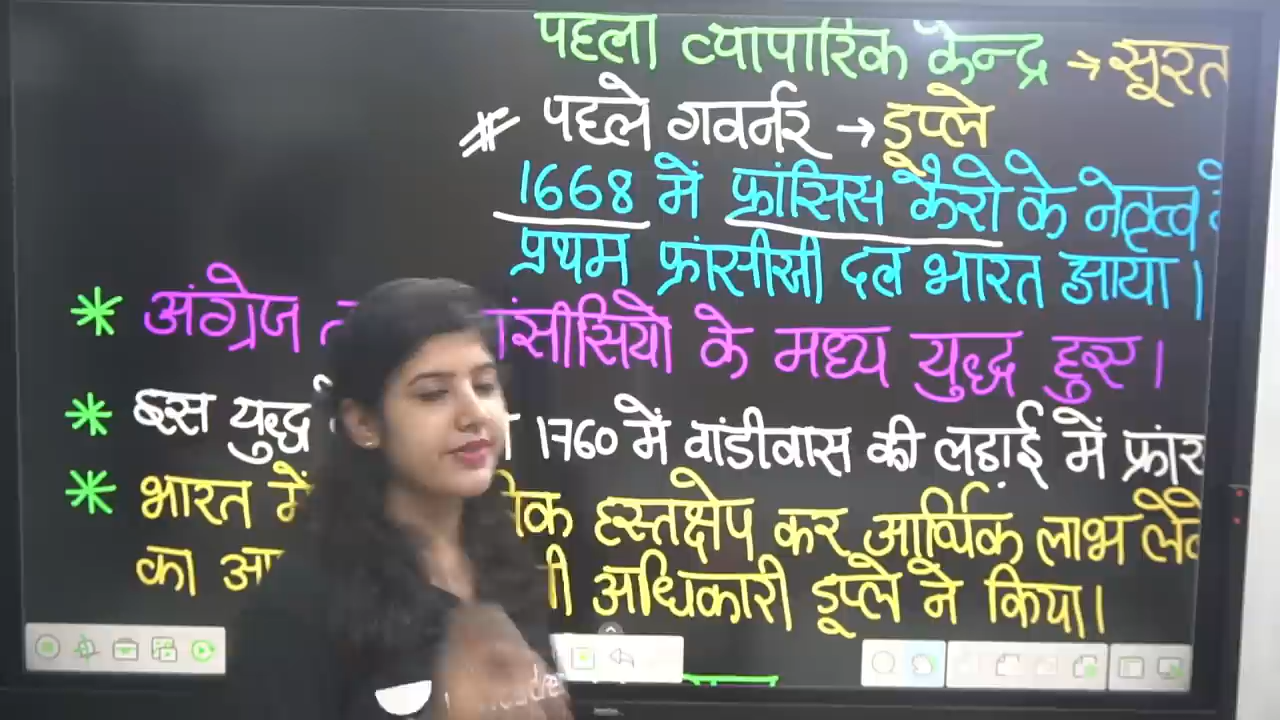 पहला व्यापारिक केन्द्र → सूरत
पहले गवर्नर → डूप्ले
1668 में फ्रांसिस कैरो के नेतृत्व
प्रथम फ्रांसीसी दल भारत आया।
* अंग्रेज के मध्य युद्ध हुए।
* इस युद्ध 1760 में वांडीवास की लड़ाई में
* भारत में हस्तक्षेप कर आर्थिक लाभ लेने
का अधिकारी डूप्ले ने किया।